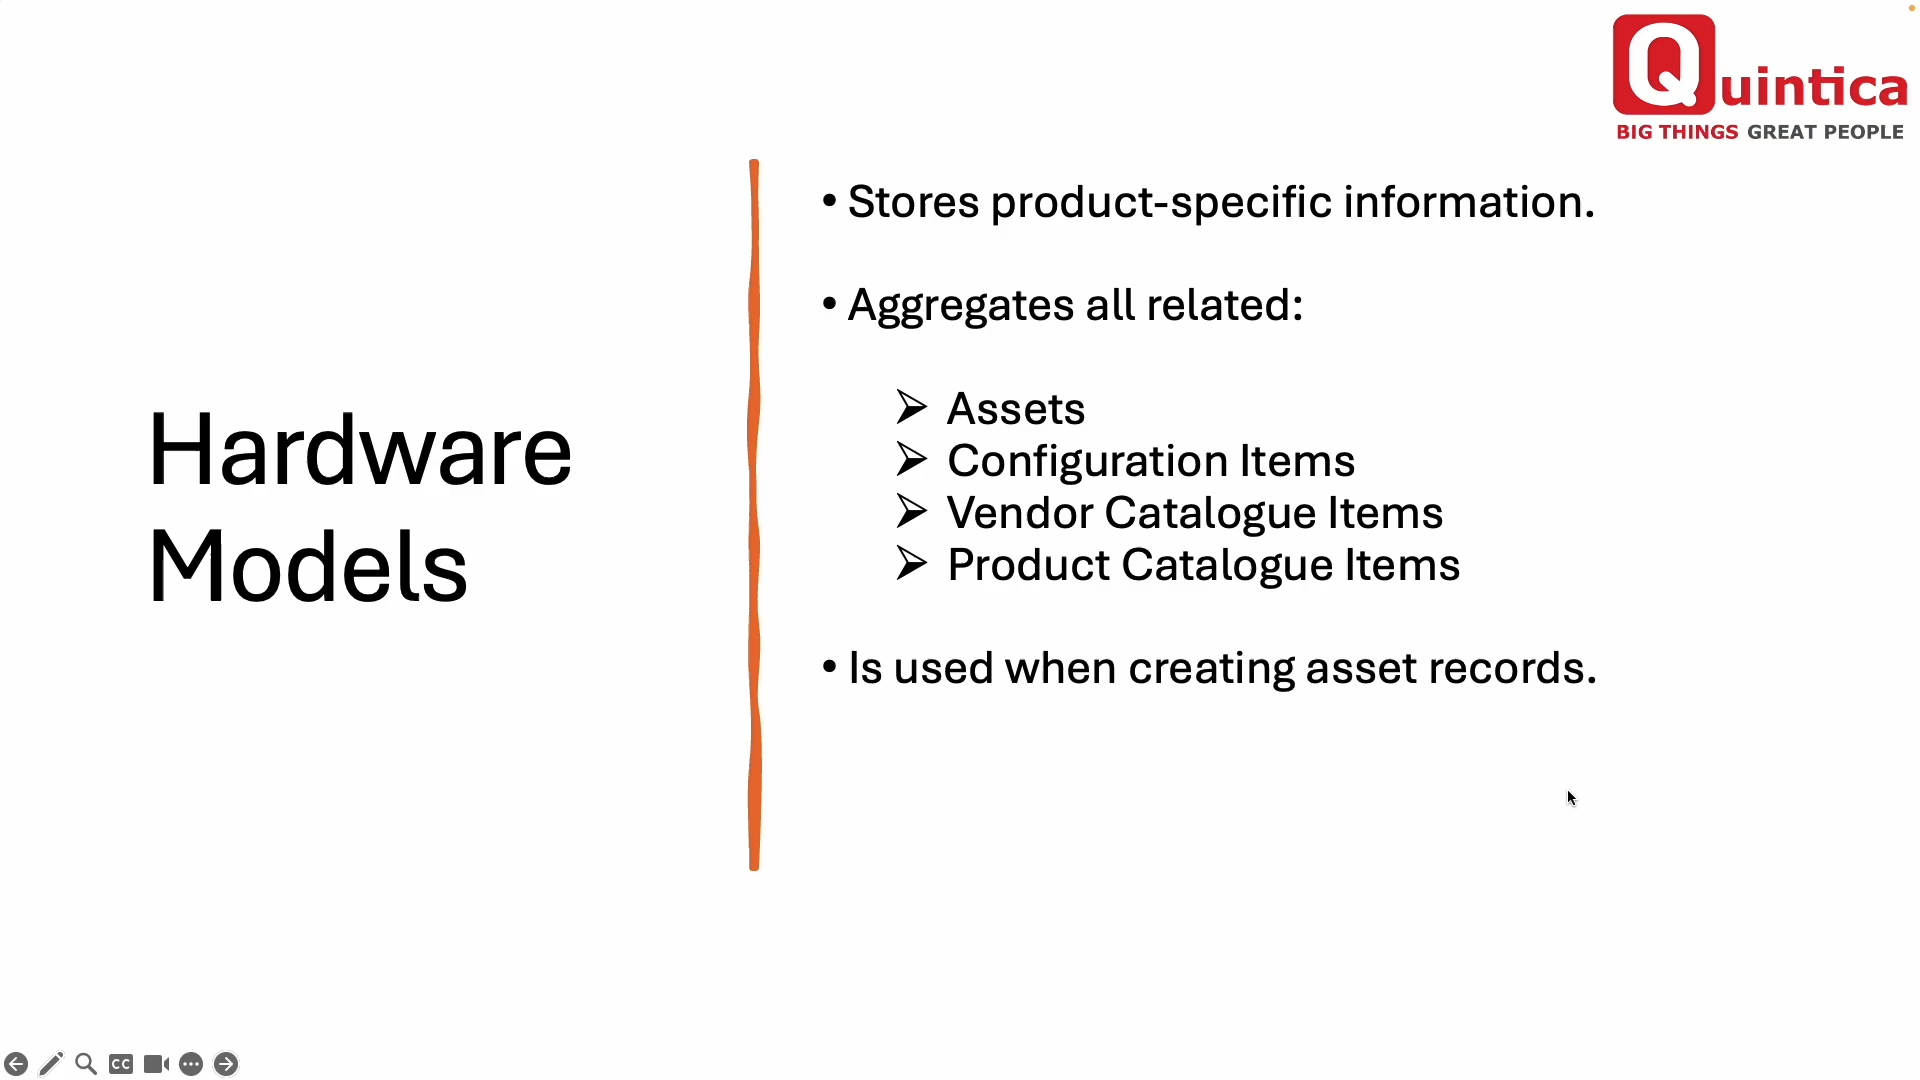 Quintica
BIG THINGS GREAT PEOPLE
Hardware
Models
• Stores product-specific information.
• Aggregates all related:
➢ Assets
➢ Configuration Items
➢ Vendor Catalogue Items
➢ Product Catalogue Items
• Is used when creating asset records.
CC